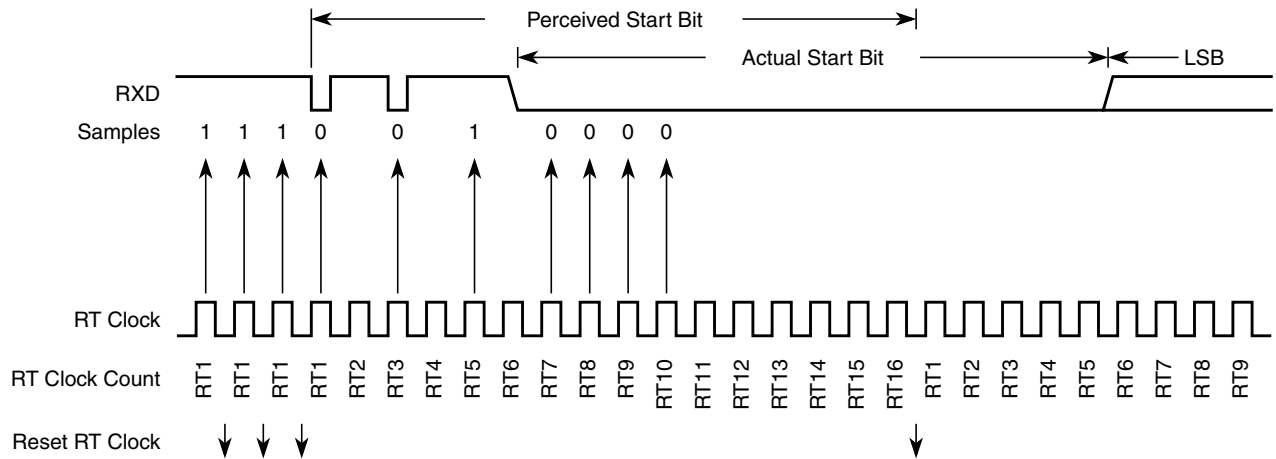 Perceived Start Bit
Actual Start Bit LSB
RXD
Samples 1 1 1 0 0 1 0 0 0 0
RT Clock
RT Clock Count RT1 RT1 RT1 RT1 RT2 RT3 RT4 RT5 RT6 RT7 RT8 RT9 RT10 RT11 RT12 RT13 RT14 RT15 RT16 RT1 RT2 RT3 RT4 RT5 RT6 RT7 RT8 RT9
Reset RT Clock